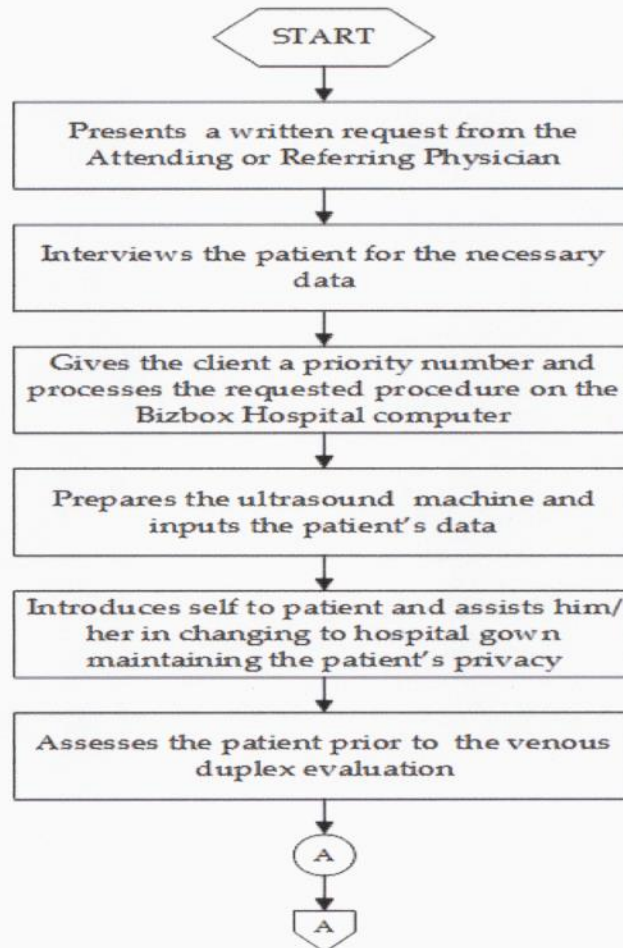 START
Presents a written request from the
Attending or Referring Physician
Interviews the patient for the necessary
data
Gives the client a priority number and
processes the requested procedure on the
Bizbox Hospital computer
Prepares the ultrasound machine and
inputs the patient's data
Introduces self to patient and assists him/
her in changing to hospital gown
maintaining the patient's privacy
Assesses the patient prior to the venous
duplex evaluation
A
A